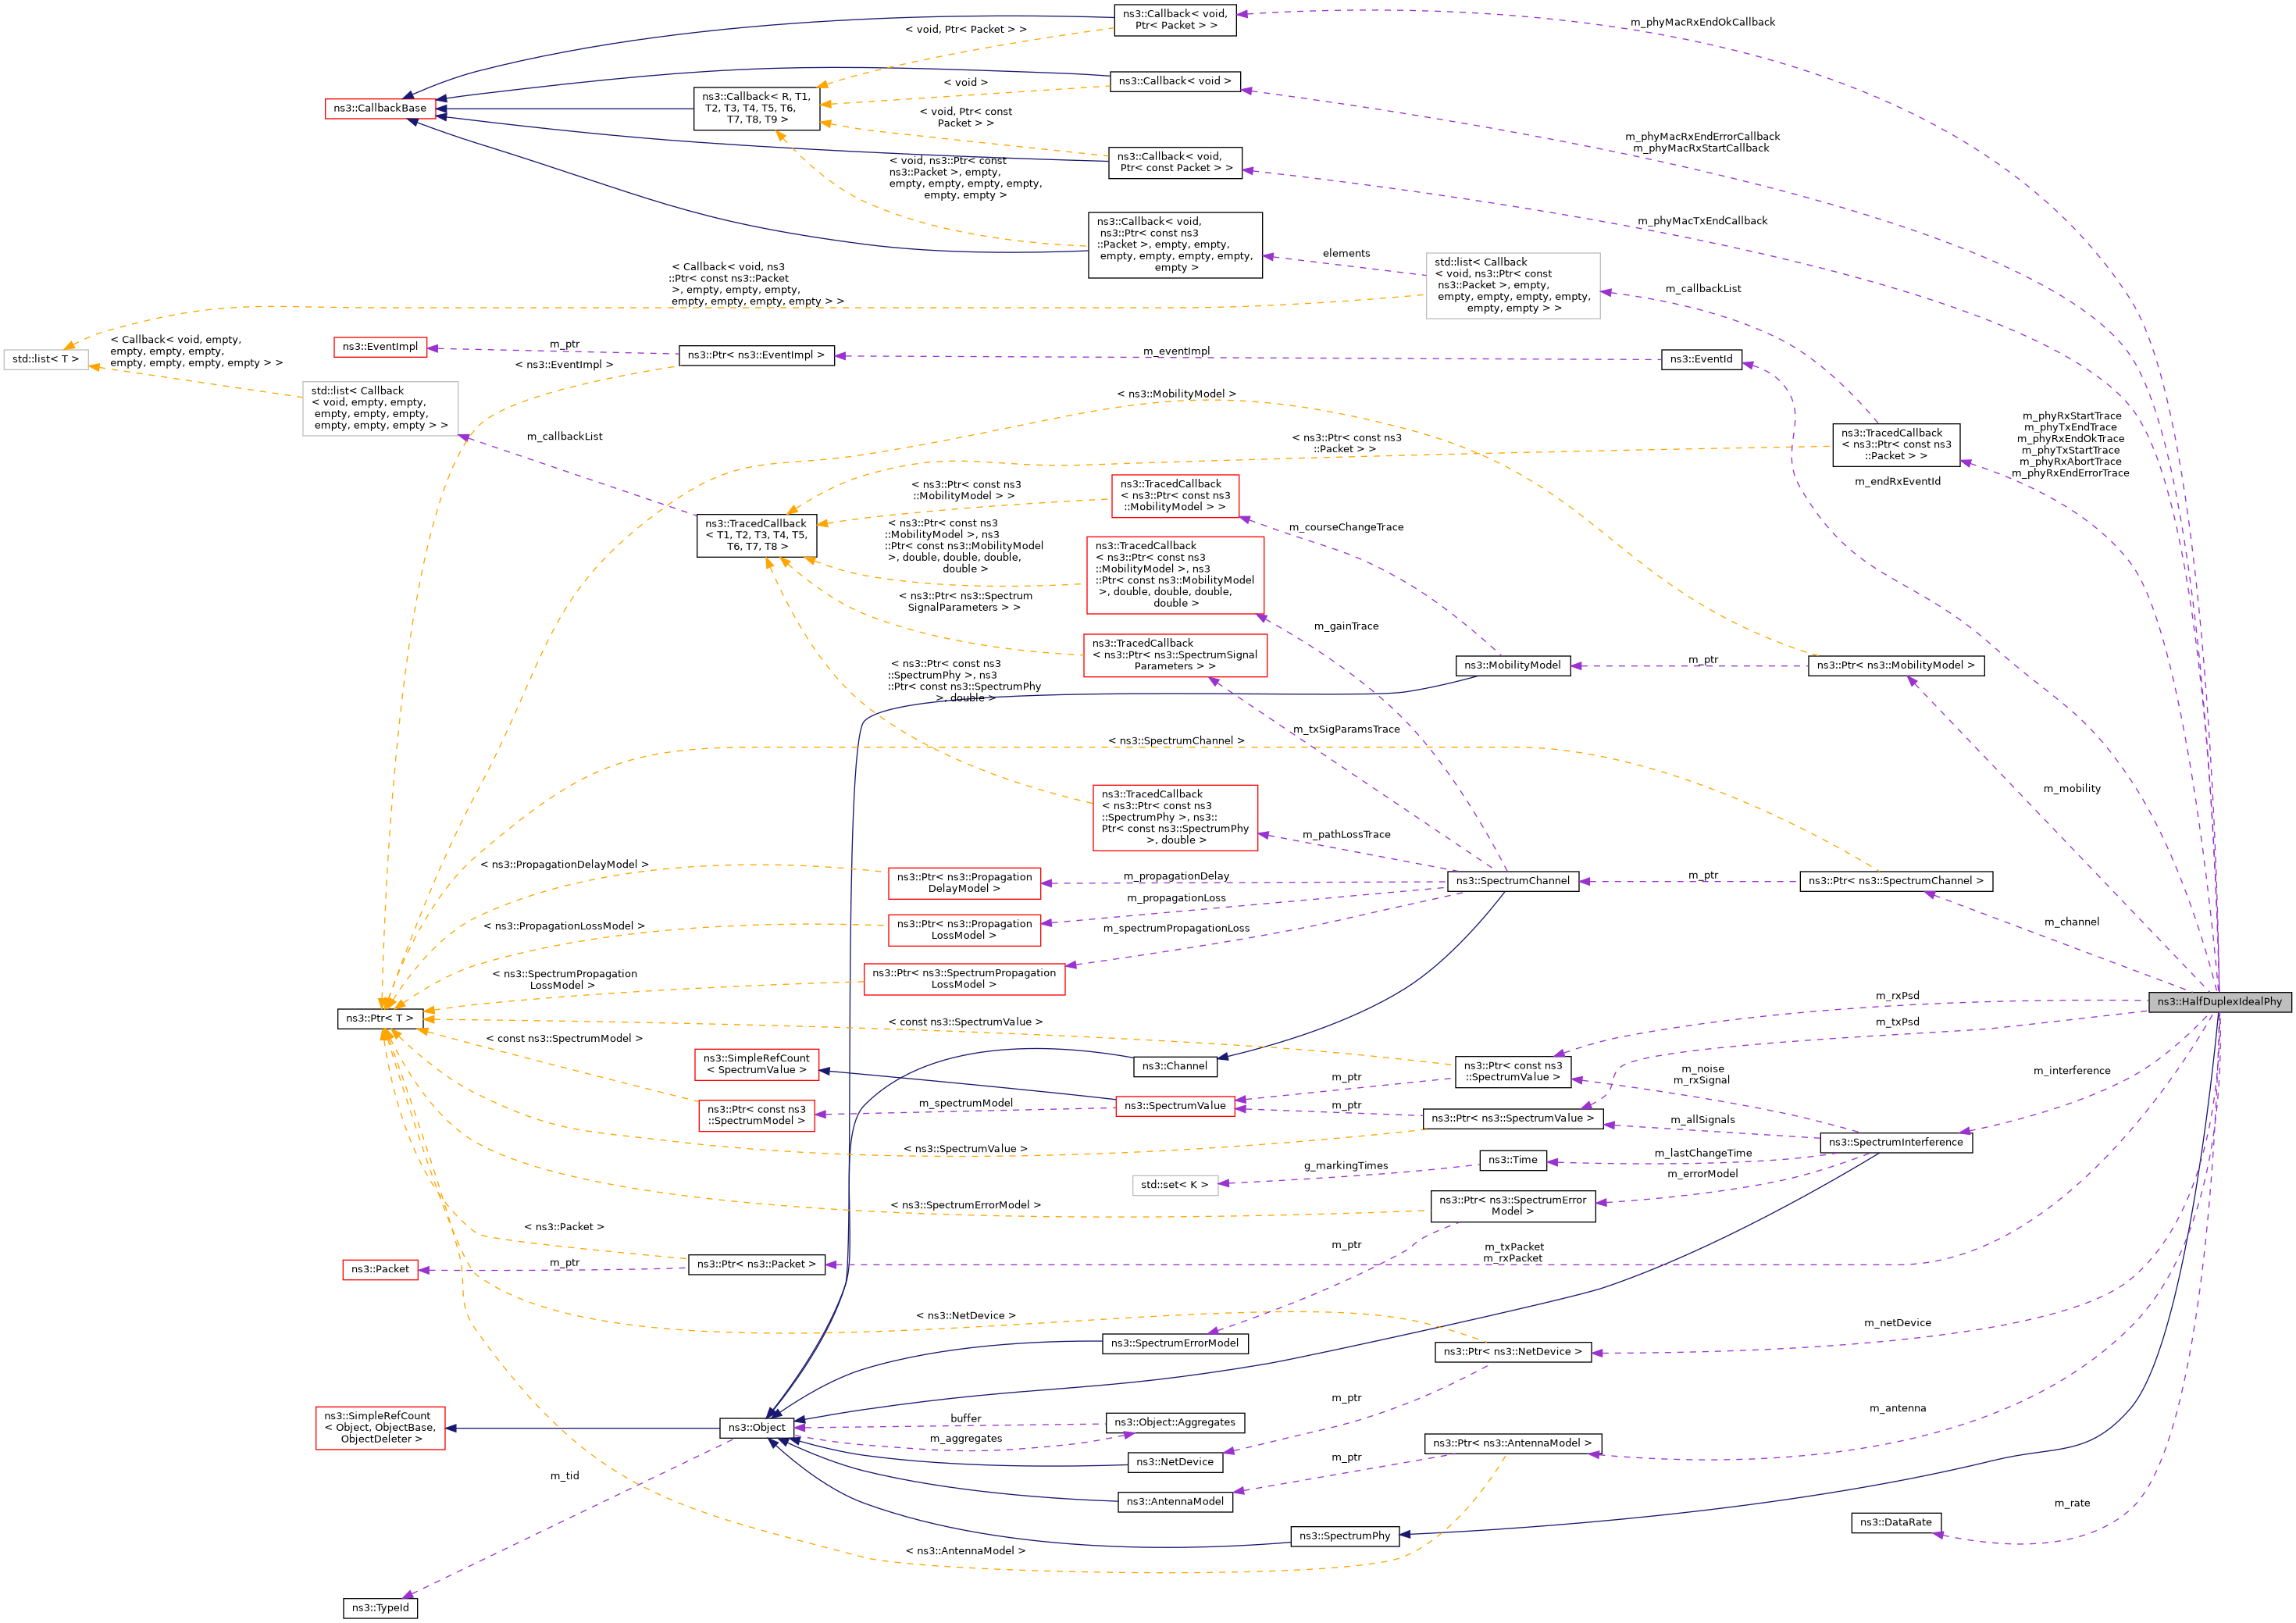 ns3::Callback< void,
Ptr< Packet > >
m_phyMacRxEndOkCallback
< void, Ptr< Packet > >
ns3::Callback< void >
< void >
ns3::CallbackBase
ns3::Callback< R, T1,
T2, T3, T4, T5, T6,
T7, T8, T9 >
< void, Ptr< const
Packet > >
m_phyMacRxEndErrorCallback
m_phyMacRxStartCallback
ns3::Callback< void,
Ptr< const Packet > >
< void, ns3::Ptr< const
ns3::Packet >, empty,
empty, empty, empty, empty,
empty, empty >
m_phyMacTxEndCallback
ns3::Callback< void,
ns3::Ptr< const ns3
::Packet >, empty, empty,
empty, empty, empty, empty,
empty >
elements
std::list< Callback
< void, ns3::Ptr< const
ns3::Packet >, empty,
empty, empty, empty, empty,
empty, empty > >
m_callbackList
< Callback< void, ns3
::Ptr< const ns3::Packet
>, empty, empty, empty,
empty, empty, empty, empty > >
std::list< T >
< Callback< void, empty,
empty, empty, empty,
empty, empty, empty, empty > >
ns3::EventImpl
m_ptr
ns3::Ptr< ns3::EventImpl >
m_eventImpl
ns3::EventId
< ns3::EventImpl >
std::list< Callback
< void, empty, empty,
empty, empty, empty,
empty, empty, empty > >
m_callbackList
< ns3::MobilityModel >
< ns3::Ptr< const ns3
::Packet > >
ns3::TracedCallback
< ns3::Ptr< const ns3
::Packet > >
m_phyRxStartTrace
m_phyTxEndTrace
m_phyRxEndOkTrace
m_phyTxStartTrace
m_phyRxAbortTrace
m_phyRxEndErrorTrace
m_endRxEventId
< ns3::Ptr< const ns3
::MobilityModel > >
ns3::TracedCallback
< ns3::Ptr< const ns3
::MobilityModel > >
m_courseChangeTrace
ns3::TracedCallback
< T1, T2, T3, T4, T5,
T6, T7, T8 >
< ns3::Ptr< const ns3
::MobilityModel >, ns3
::Ptr< const ns3::MobilityModel
>, double, double, double,
double >
ns3::TracedCallback
< ns3::Ptr< const ns3
::MobilityModel >, ns3
::Ptr< const ns3::MobilityModel
>, double, double, double,
double >
m_gainTrace
< ns3::Ptr< ns3::Spectrum
SignalParameters > >
ns3::TracedCallback
< ns3::Ptr< ns3::SpectrumSignal
Parameters > >
ns3::MobilityModel
m_ptr
ns3::Ptr< ns3::MobilityModel >
< ns3::Ptr< const ns3
::SpectrumPhy >, ns3
::Ptr< const ns3::SpectrumPhy
>, double >
m_txSigParamsTrace
< ns3::SpectrumChannel >
m_mobility
ns3::TracedCallback
< ns3::Ptr< const ns3
::SpectrumPhy >, ns3::
Ptr< const ns3::SpectrumPhy
>, double >
m_pathLossTrace
< ns3::PropagationDelayModel >
ns3::Ptr< ns3::Propagation
DelayModel >
m_propagationDelay
ns3::SpectrumChannel
m_ptr
ns3::Ptr< ns3::SpectrumChannel >
m_propagationLoss
< ns3::PropagationLossModel >
ns3::Ptr< ns3::Propagation
LossModel >
m_spectrumPropagationLoss
m_channel
< ns3::SpectrumPropagation
LossModel >
ns3::Ptr< ns3::SpectrumPropagation
LossModel >
ns3::HalfDuplexIdealPhy
m_rxPsd
ns3::Ptr< T >
< const ns3::SpectrumValue >
m_txPsd
< const ns3::SpectrumModel >
ns3::SimpleRefCount
< SpectrumValue >
ns3::Channel
ns3::Ptr< const ns3
::SpectrumValue >
m_ptr
m_noise
m_rxSignal
m_interference
ns3::Ptr< const ns3
::SpectrumModel >
m_spectrumModel
ns3::SpectrumValue
m_ptr
ns3::Ptr< ns3::SpectrumValue >
m_allSignals
ns3::SpectrumInterference
< ns3::SpectrumValue >
ns3::Time
m_lastChangeTime
g_markingTimes
m_errorModel
std::set< K >
< ns3::SpectrumErrorModel >
ns3::Ptr< ns3::SpectrumError
Model >
< ns3::Packet >
ns3::Packet
m_ptr
ns3::Ptr< ns3::Packet >
m_ptr
m_txPacket
m_rxPacket
< ns3::NetDevice >
m_netDevice
ns3::SpectrumErrorModel
ns3::Ptr< ns3::NetDevice >
m_ptr
ns3::SimpleRefCount
< Object, ObjectBase,
ObjectDeleter >
ns3::Object
buffer
m_aggregates
ns3::Object::Aggregates
m_antenna
ns3::Ptr< ns3::AntennaModel >
m_ptr
ns3::NetDevice
m_tid
ns3::AntennaModel
m_rate
ns3::DataRate
ns3::SpectrumPhy
< ns3::AntennaModel >
ns3::TypeId